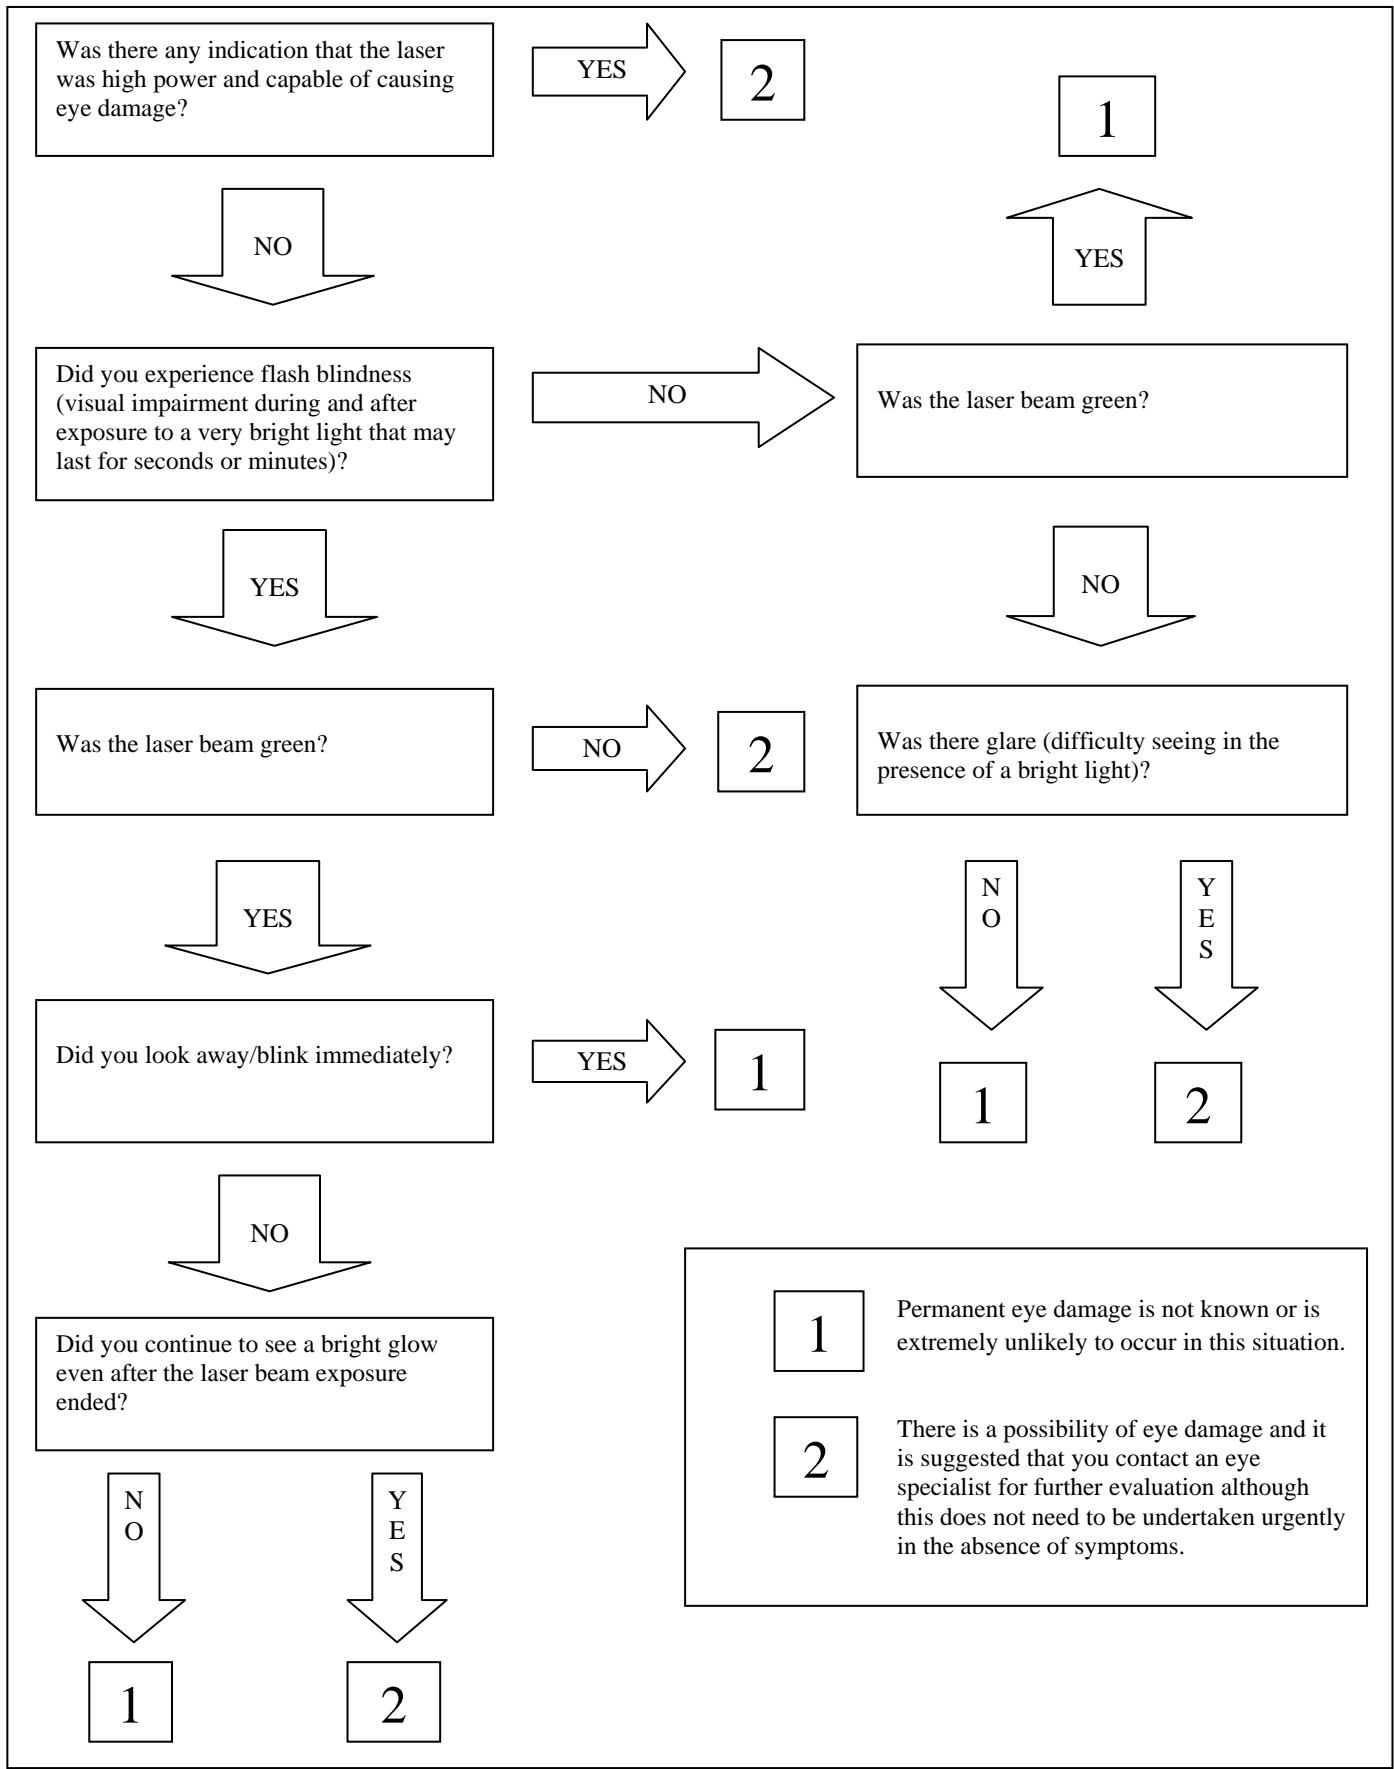 Was there any indication that the laser
was high power and capable of causing
eye damage?
YES
2
1
NO
YES
Did you experience flash blindness
(visual impairment during and after
exposure to a very bright light that may
last for seconds or minutes)?
NO
Was the laser beam green?
YES
NO
Was the laser beam green?
NO
2
Was there glare (difficulty seeing in the
presence of a bright light)?
YES
N
O
Y
E
S
Did you look away/blink immediately?
YES
1
1
2
NO
Did you continue to see a bright glow
even after the laser beam exposure
ended?
N
O
Y
E
S
1
2
1
Permanent eye damage is not known or is
extremely unlikely to occur in this situation.
2
There is a possibility of eye damage and it
is suggested that you contact an eye
specialist for further evaluation although
this does not need to be undertaken urgently
in the absence of symptoms.